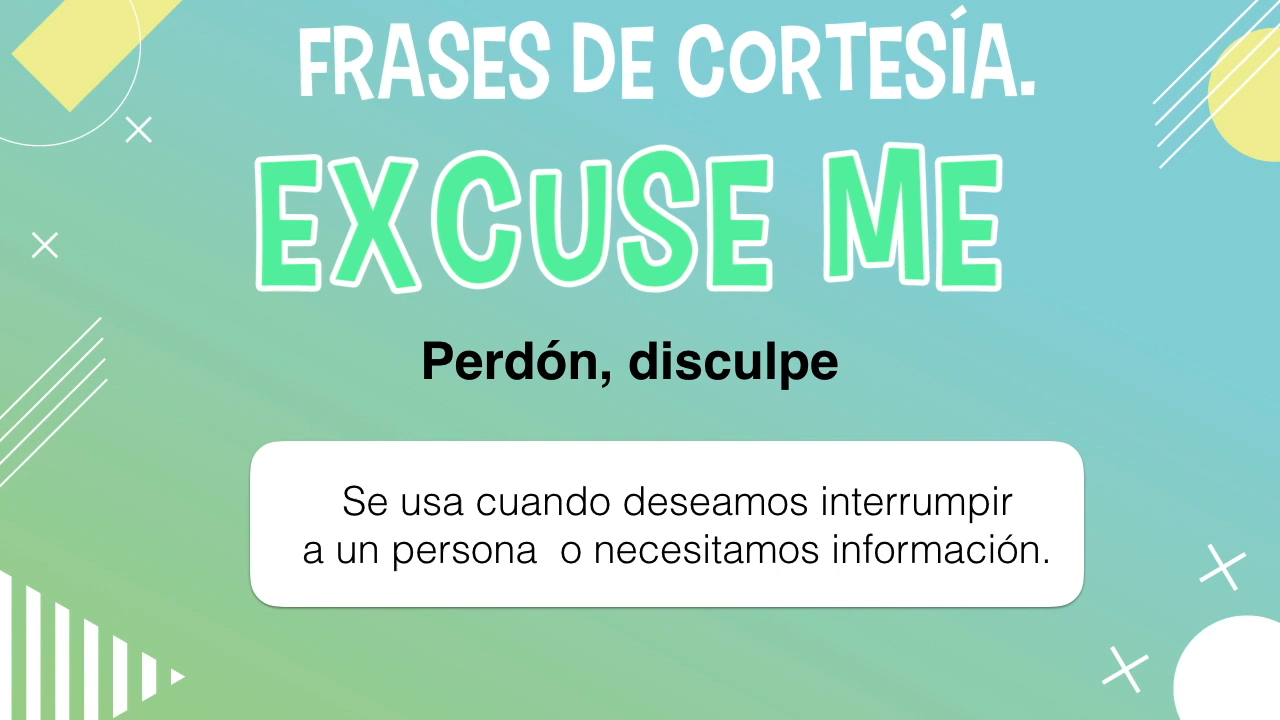 FRASES DE CORTESÍA.
EXCUSE ME
Perdón, disculpe
Se usa cuando deseamos interrumpir
a un persona o necesitamos información.